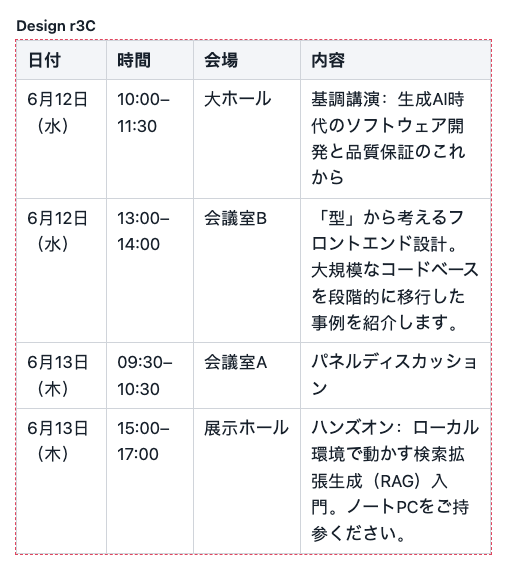 Design r3C
日付 時間 会場 内容
6月12日
（水）
10:00–
11:30
大ホール
基調講演：生成AI時
代のソフトウェア開
発と品質保証のこれ
から
6月12日
（水）
13:00–
14:00
会議室B
「型」から考えるフ
ロントエンド設計。
大規模なコードベース
を段階的に移行した
事例を紹介します。
6月13日
（木）
09:30–
10:30
会議室A
パネルディスカッショ
ン
6月13日
（木）
15:00–
17:00
展示ホール
ハンズオン：ローカル
環境で動かす検索拡
張生成（RAG）入
門。ノートPCをご持
参ください。